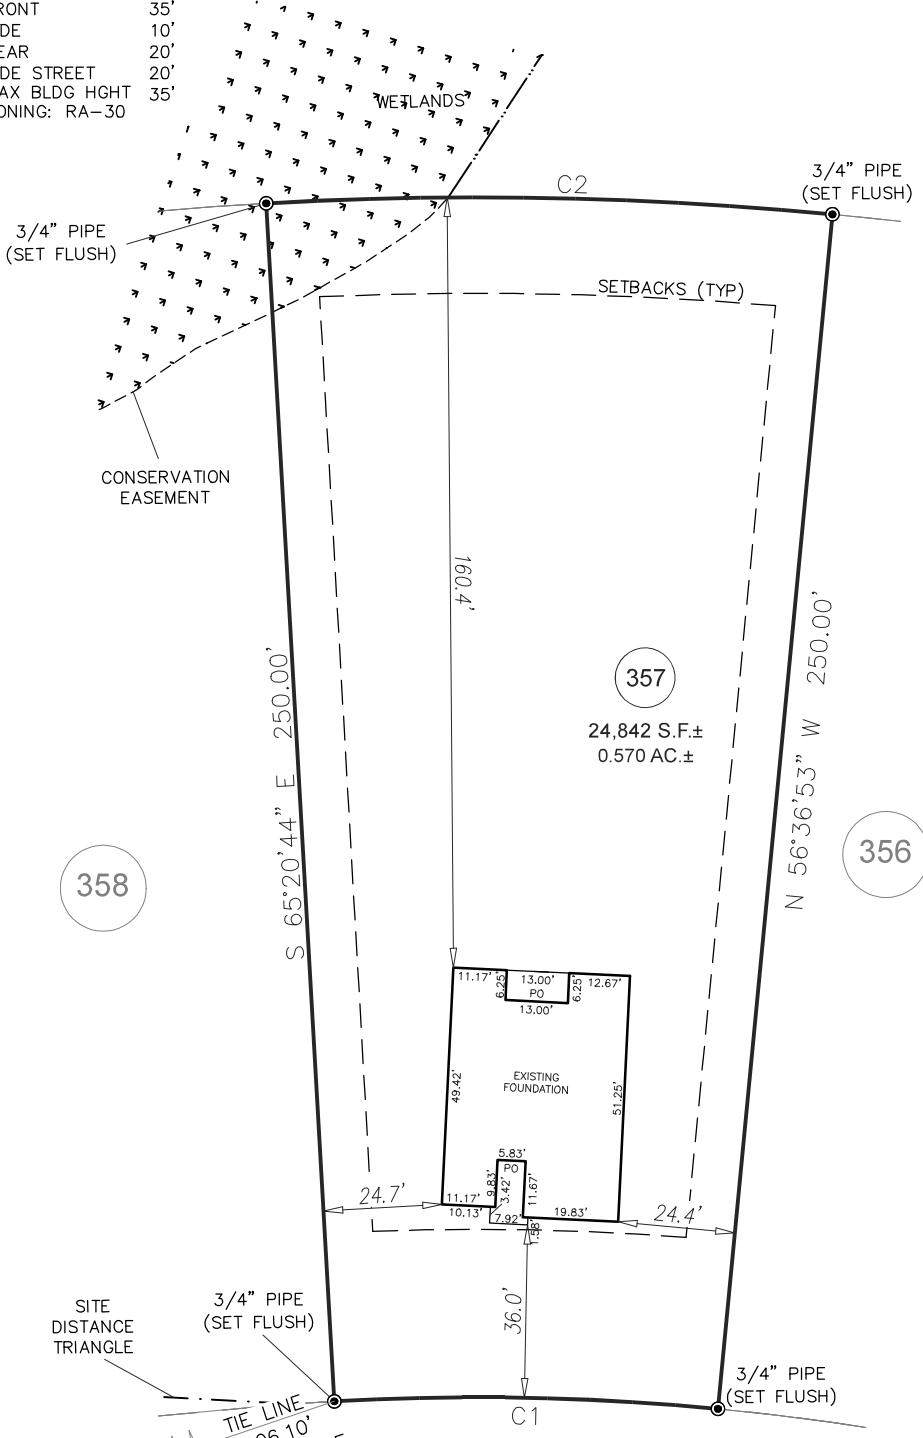 RONT 35'
DE 10'
EAR 20'
DE STREET 20'
AX BLDG HGHT 35'
ONING: RA-30
WETLANDS
C2
3/4" PIPE
(SET FLUSH)
3/4" PIPE
(SET FLUSH)
SETBACKS (TYP)
CONSERVATION
EASEMENT
160.4'
S 65°20'44" E 250.00'
N 56°36'53" W 250.00'
357
24,842 S.F.±
0.570 AC.±
358
356
11.17'
6.25'
13.00'
PO
13.00'
6.25'
12.67'
EXISTING
FOUNDATION
49.42'
51.25'
5.83'
PO
9.83'
3.42'
11.67'
11.17'
10.13'
7.92'
1.58'
19.83'
24.7'
24.4'
36.0'
SITE
DISTANCE
TRIANGLE
3/4" PIPE
(SET FLUSH)
3/4" PIPE
(SET FLUSH)
TIE LINE
96.10'
C1